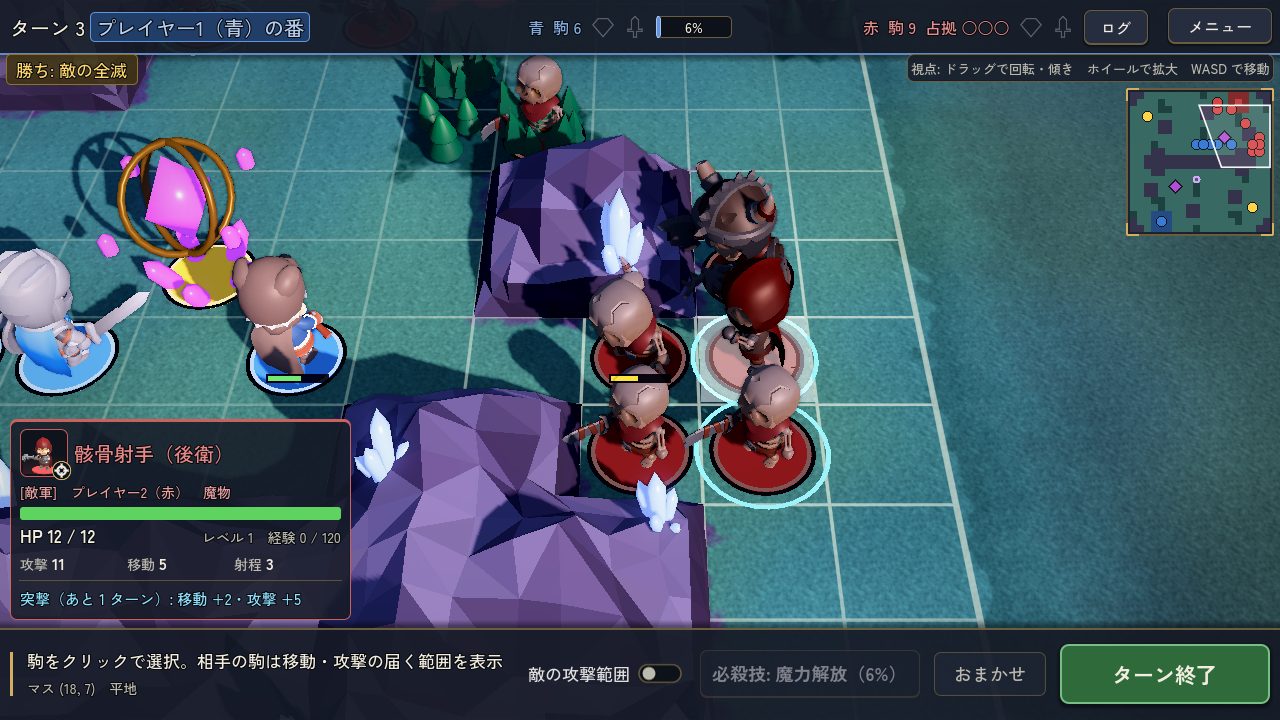 ターン 3 プレイヤー1（青）の番
青 駒 6 6%
赤 駒 9 占拠 〇〇〇
ログ
メニュー
勝ち: 敵の全滅
視点: ドラッグで回転・傾き ホイールで拡大 WASD で移動
骸骨射手（後衛）
[敵軍] プレイヤー2（赤） 魔物
HP 12 / 12 レベル 1 経験 0 / 120
攻撃 11 移動 5 射程 3
突撃（あと 1 ターン）: 移動 +2・攻撃 +5
駒をクリックで選択。相手の駒は移動・攻撃の届く範囲を表示
マス (18, 7) 平地
敵の攻撃範囲
必殺技: 魔力解放（6%）
おまかせ
ターン終了